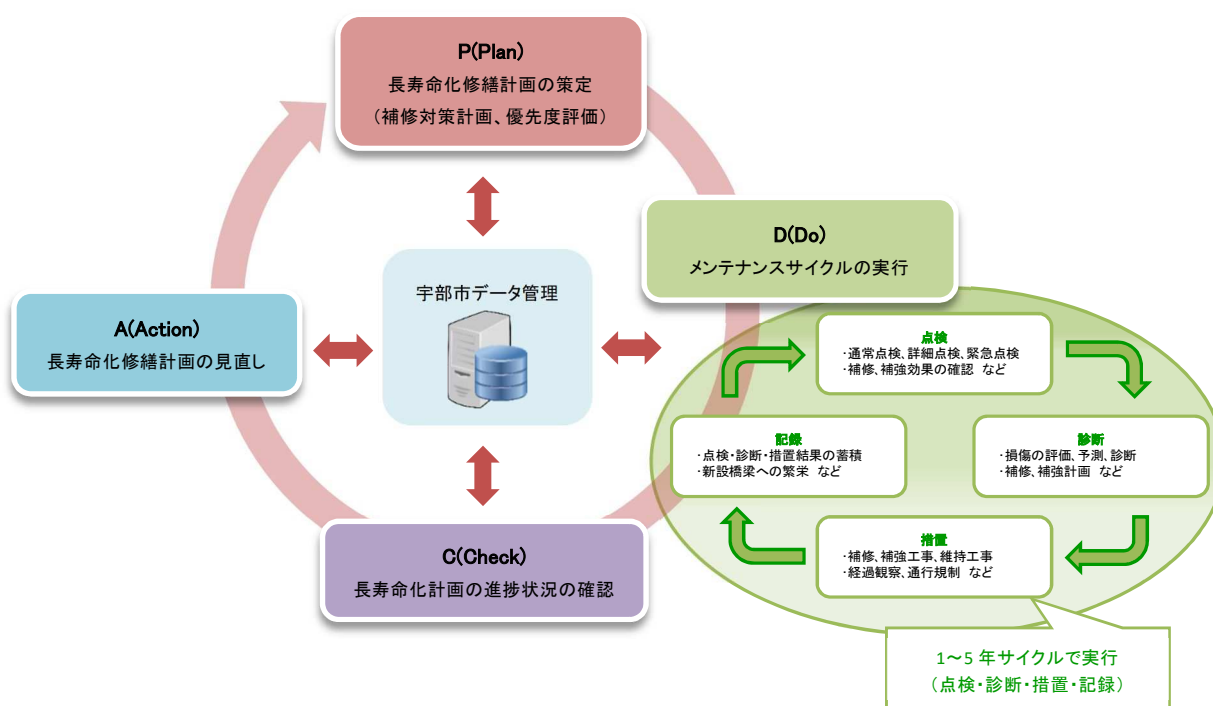 P(Plan)
長寿命化修繕計画の策定
（補修対策計画、優先度評価）
D(Do)
メンテナンスサイクルの実行
宇部市データ管理
A(Action)
長寿命化修繕計画の見直し
点検
・通常点検、詳細点検、緊急点検
・補修、補強効果の確認 など
記録
・点検・診断・措置結果の蓄積
・新設橋梁への繁栄 など
診断
・損傷の評価、予測、診断
・補修、補強計画 など
措置
・補修、補強工事、維持工事
・経過観察、通行規制 など
C(Check)
長寿命化計画の進捗状況の確認
1～5 年サイクルで実行
（点検・診断・措置・記録）